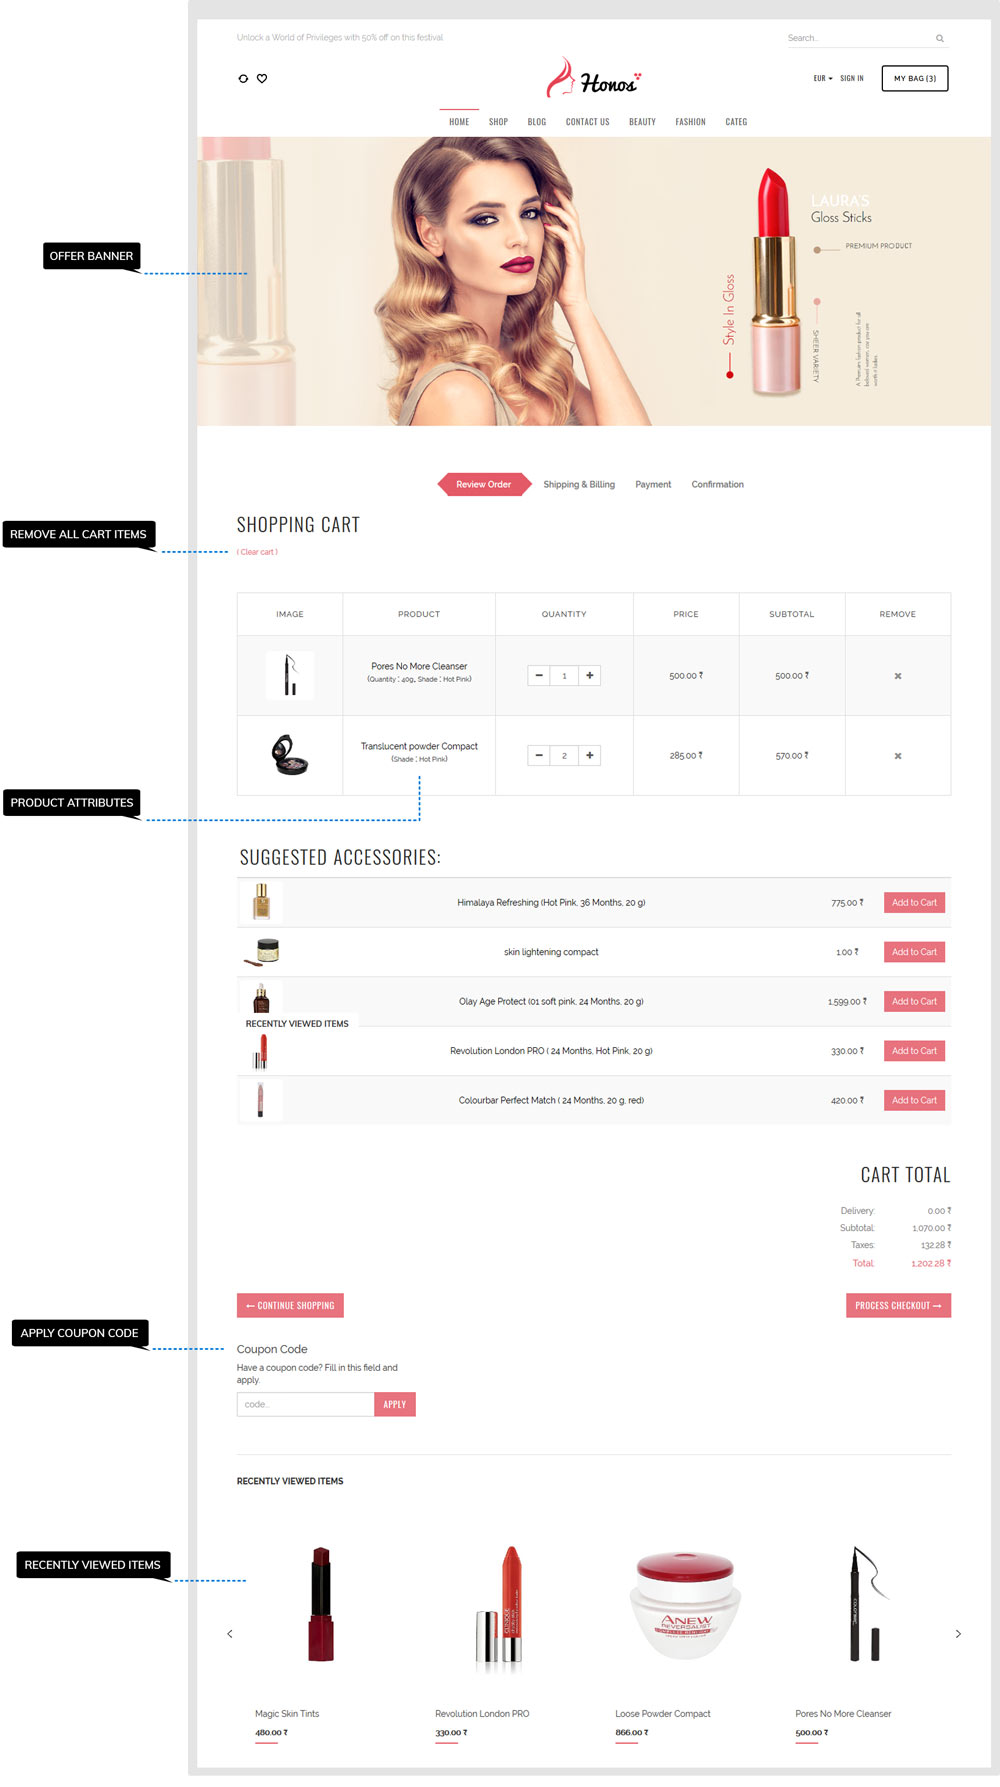 Unlock a World of Privileges with 50% off on this festival
Search..
Honos
EUR
SIGN IN
MY BAG (3)
HOME
SHOP
BLOG
CONTACT US
BEAUTY
FASHION
CATEG
OFFER BANNER
LAURA'S
Gloss Sticks
PREMIUM PRODUCT
Style In Gloss
SHEER VARIETY
Review Order
Shipping & Billing
Payment
Confirmation
SHOPPING CART
REMOVE ALL CART ITEMS
( Clear cart )
IMAGE
PRODUCT
QUANTITY
PRICE
SUBTOTAL
REMOVE
Pores No More Cleanser
(Quantity : 40g, Shade : Hot Pink)
1
500.00 ₹
500.00 ₹
Translucent powder Compact
(Shade : Hot Pink)
2
285.00 ₹
570.00 ₹
PRODUCT ATTRIBUTES
SUGGESTED ACCESSORIES:
Himalaya Refreshing (Hot Pink, 36 Months, 20 g)
775.00 ₹
Add to Cart
skin lightening compact
1.00 ₹
Add to Cart
Olay Age Protect (01 soft pink, 24 Months, 20 g)
1,599.00 ₹
Add to Cart
RECENTLY VIEWED ITEMS
Revolution London PRO ( 24 Months, Hot Pink, 20 g)
330.00 ₹
Add to Cart
Colourbar Perfect Match ( 24 Months, 20 g, red)
420.00 ₹
Add to Cart
CART TOTAL
Delivery: 0.00 ₹
Subtotal: 1,070.00 ₹
Taxes: 132.28 ₹
Total: 1,202.28 ₹
← CONTINUE SHOPPING
PROCESS CHECKOUT →
APPLY COUPON CODE
Coupon Code
Have a coupon code? Fill in this field and
apply.
code...
APPLY
RECENTLY VIEWED ITEMS
RECENTLY VIEWED ITEMS
CLINIQUE
ANEW
REVERSALIST
Magic Skin Tints
480.00 ₹
Revolution London PRO
330.00 ₹
Loose Powder Compact
866.00 ₹
Pores No More Cleanser
500.00 ₹